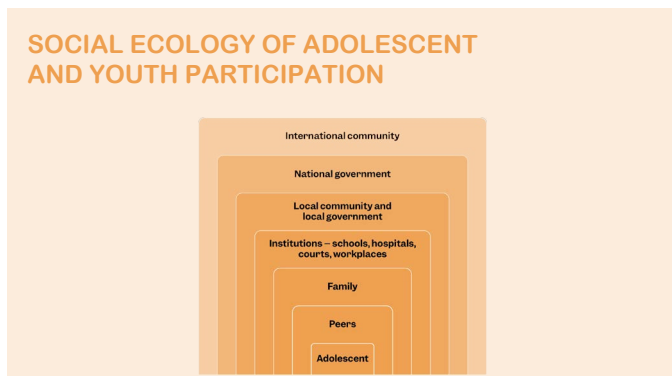 SOCIAL ECOLOGY OF ADOLESCENT
AND YOUTH PARTICIPATION
International community
National government
Local community and
local government
Institutions – schools, hospitals,
courts, workplaces
Family
Peers
Adolescent